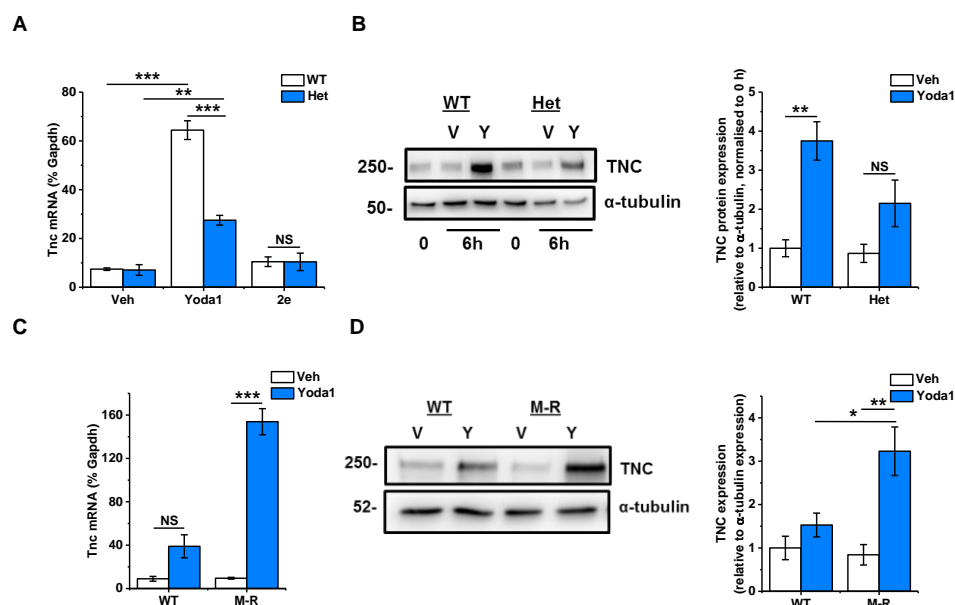 A
WT
Het
***
**
***
NS
Tnc mRNA (% Gapdh)
80
60
40
20
0
Veh Yoda1 2e
B
WT Het
V Y V Y
250- TNC
50- α-tubulin
0 6h 0 6h
Veh
Yoda1
**
NS
TNC protein expression
(relative to α-tubulin, normalised to 0 h)
5
4
3
2
1
0
WT Het
C
Veh
Yoda1
***
NS
Tnc mRNA (% Gapdh)
160
120
80
40
0
WT M-R
D
WT M-R
V Y V Y
250- TNC
52- α-tubulin
Veh
Yoda1
**
*
TNC expression
(relative to α-tubulin expression)
4
3
2
1
0
WT M-R